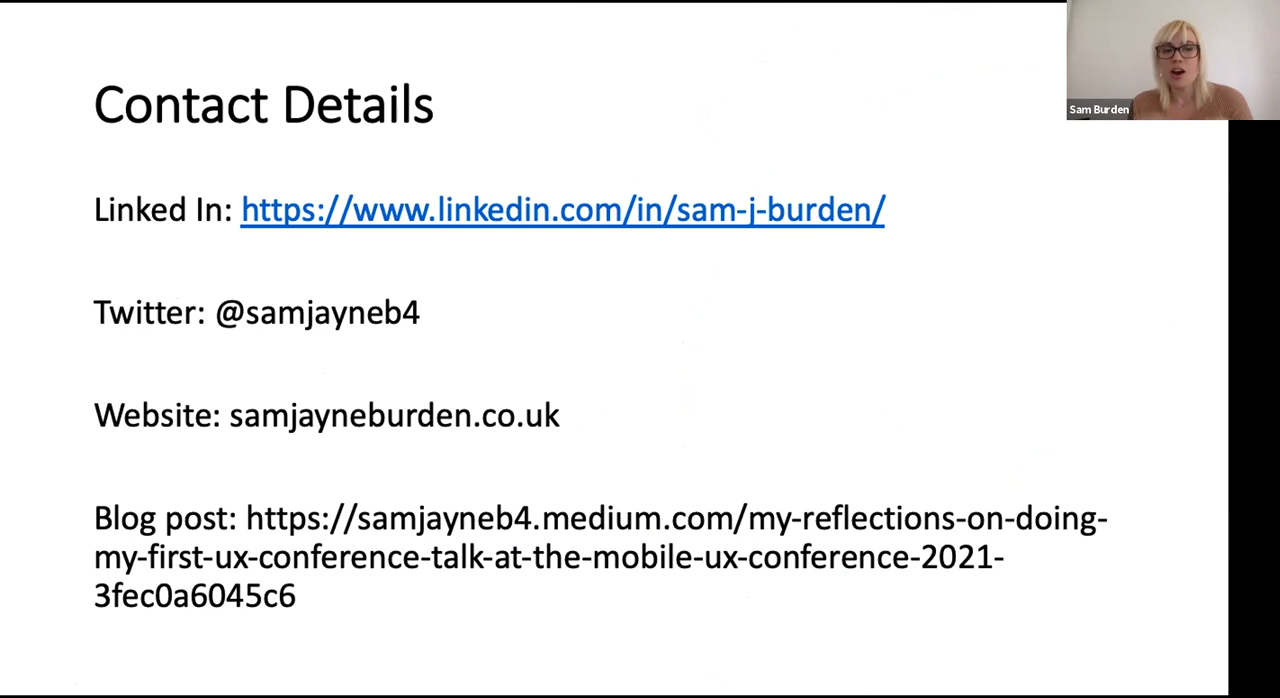 Contact Details
Sam Burden
Linked In: https://www.linkedin.com/in/sam-j-burden/
Twitter: @samjayneb4
Website: samjayneburden.co.uk
Blog post: https://samjayneb4.medium.com/my-reflections-on-doing-
my-first-ux-conference-talk-at-the-mobile-ux-conference-2021-
3fec0a6045c6